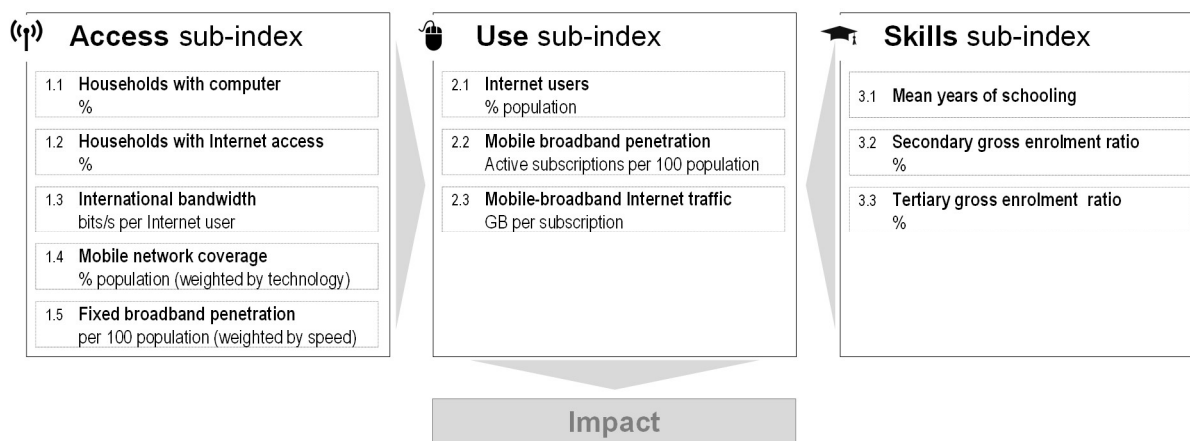 Access sub-index
1.1 Households with computer
%
1.2 Households with Internet access
%
1.3 International bandwidth
bits/s per Internet user
1.4 Mobile network coverage
% population (weighted by technology)
1.5 Fixed broadband penetration
per 100 population (weighted by speed)
Use sub-index
2.1 Internet users
% population
2.2 Mobile broadband penetration
Active subscriptions per 100 population
2.3 Mobile-broadband Internet traffic
GB per subscription
Skills sub-index
3.1 Mean years of schooling
3.2 Secondary gross enrolment ratio
%
3.3 Tertiary gross enrolment ratio
%
Impact